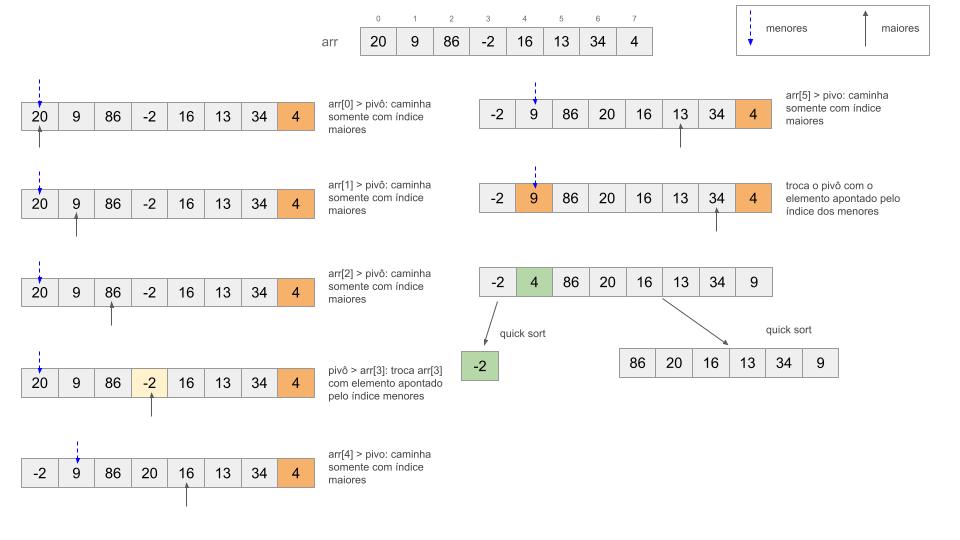 0 1 2 3 4 5 6 7
arr 20 9 86 -2 16 13 34 4
menores maiores
20 9 86 -2 16 13 34 4
arr[0] > pivô: caminha
somente com índice
maiores
20 9 86 -2 16 13 34 4
arr[1] > pivô: caminha
somente com índice
maiores
20 9 86 -2 16 13 34 4
arr[2] > pivô: caminha
somente com índice
maiores
20 9 86 -2 16 13 34 4
pivô > arr[3]: troca arr[3]
com elemento apontado
pelo índice menores
-2 9 86 20 16 13 34 4
arr[4] > pivo: caminha
somente com índice
maiores
-2 9 86 20 16 13 34 4
arr[5] > pivo: caminha
somente com índice
maiores
-2 9 86 20 16 13 34 4
troca o pivô com o
elemento apontado pelo
índice dos menores
-2 4 86 20 16 13 34 9
quick sort
quick sort
-2
86 20 16 13 34 9